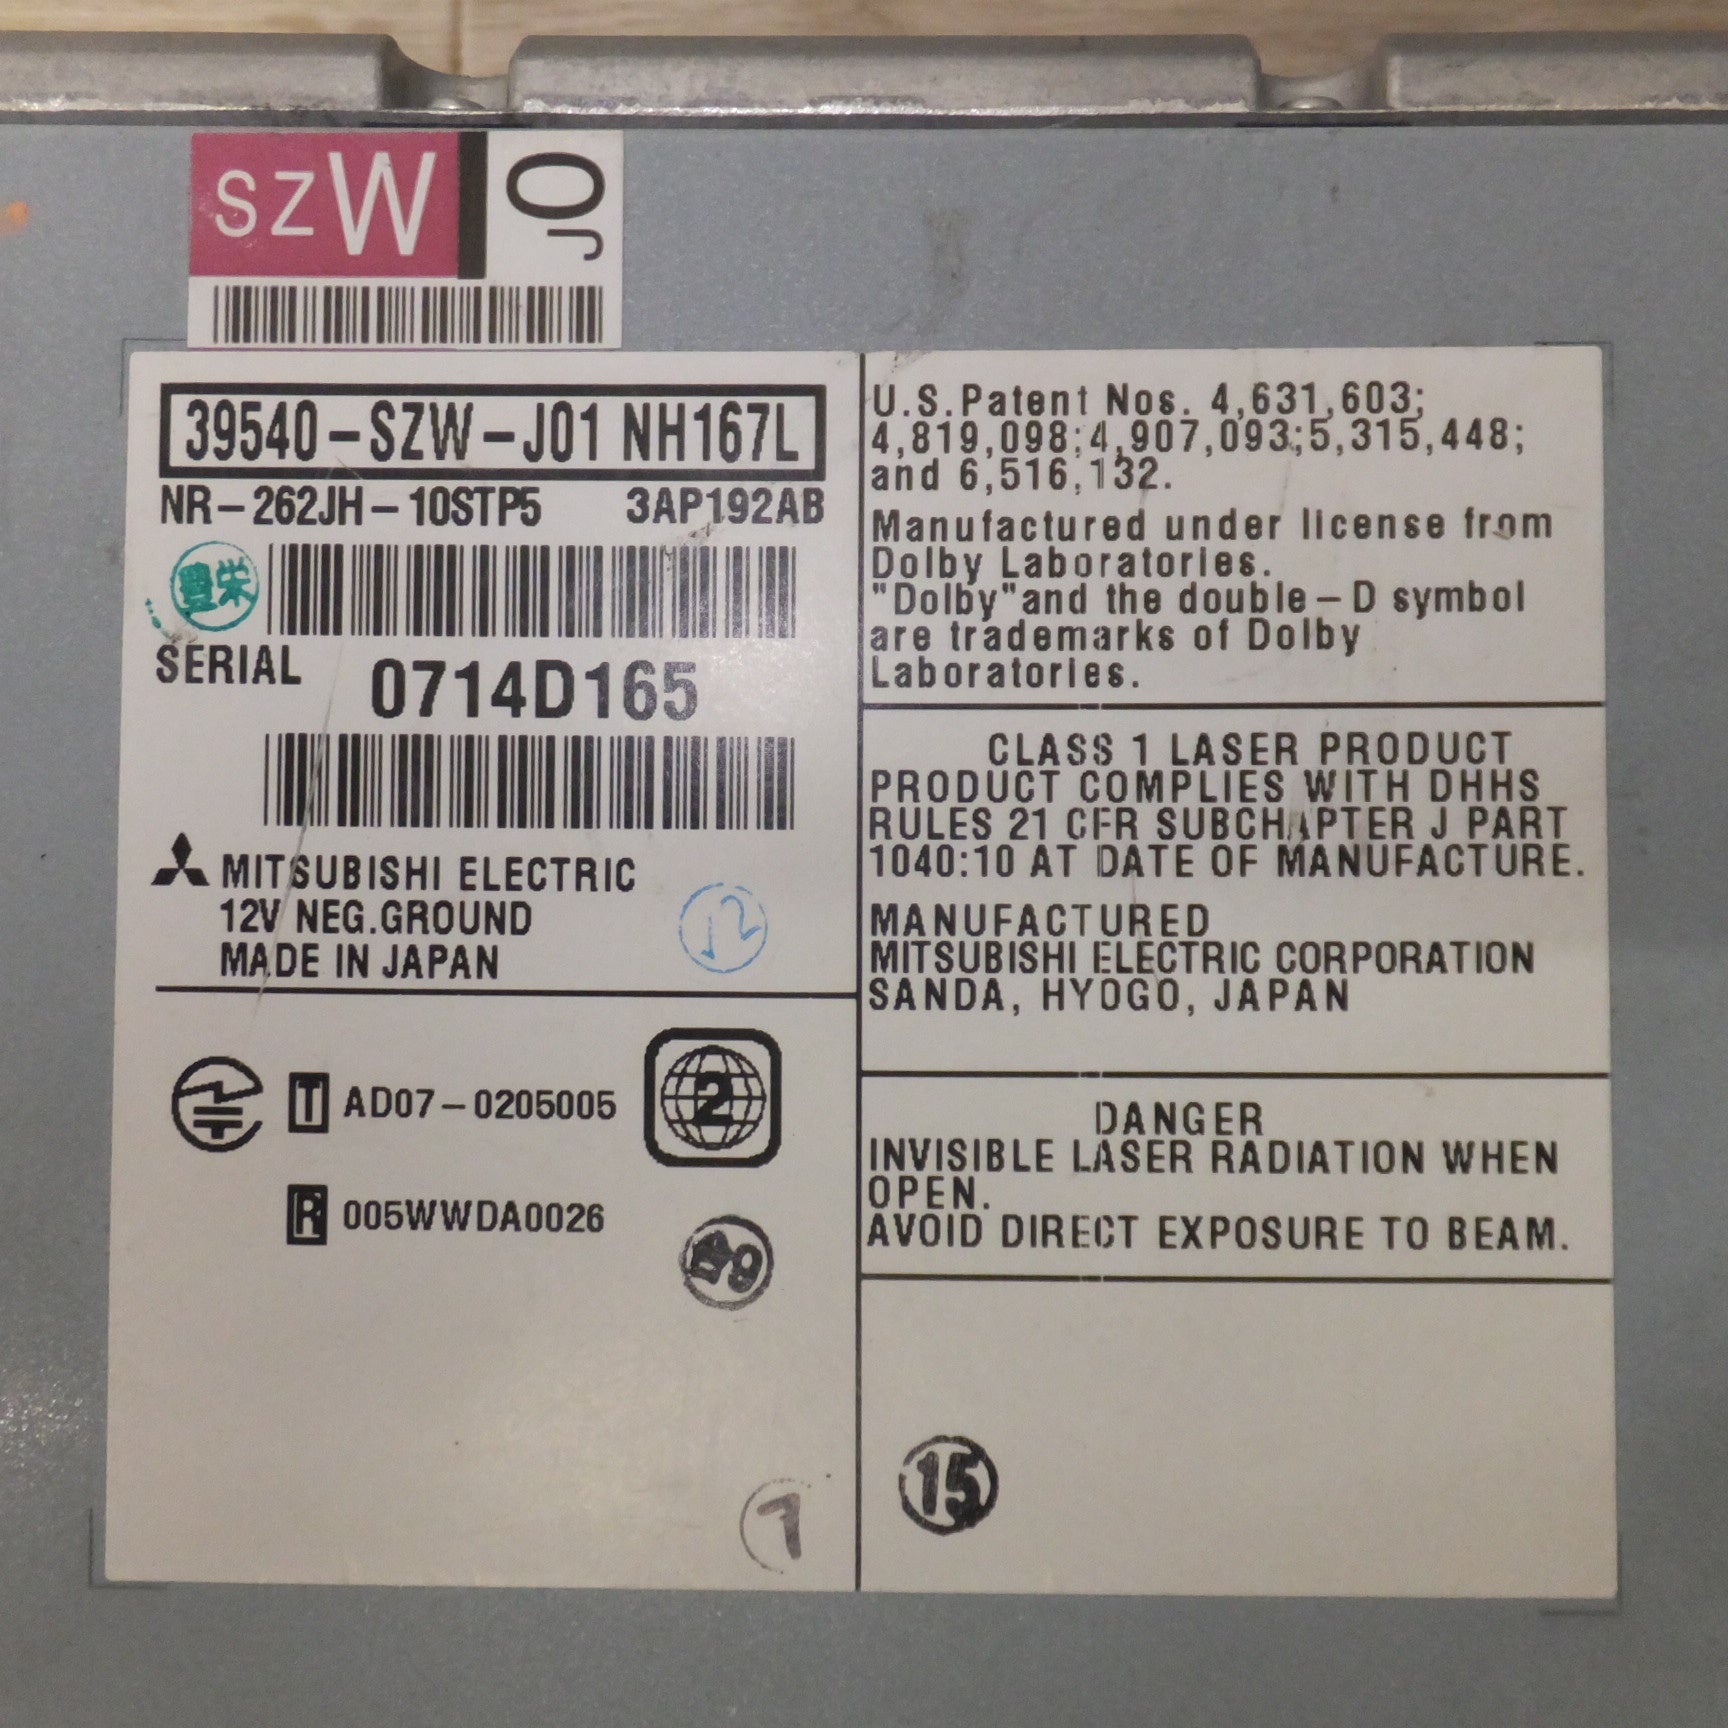 SZW JO
39540-SZW-J01 NH167L
NR-262JH-10STP5 3AP192AB
豊栄
SERIAL 0714D165
MITSUBISHI ELECTRIC
12V NEG.GROUND
MADE IN JAPAN
12
T AD07-0205005
2
R 005WWDA0026
7
U.S.Patent Nos. 4,631,603;
4,819,098;4,907,093;5,315,448;
and 6,516,132.
Manufactured under license from
Dolby Laboratories.
"Dolby"and the double-D symbol
are trademarks of Dolby
Laboratories.
CLASS 1 LASER PRODUCT
PRODUCT COMPLIES WITH DHHS
RULES 21 CFR SUBCHAPTER J PART
1040:10 AT DATE OF MANUFACTURE.
MANUFACTURED
MITSUBISHI ELECTRIC CORPORATION
SANDA, HYOGO, JAPAN
DANGER
INVISIBLE LASER RADIATION WHEN
OPEN.
AVOID DIRECT EXPOSURE TO BEAM.
15